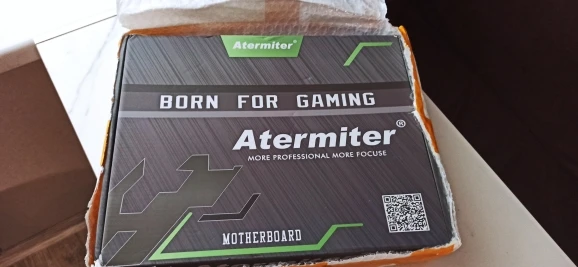 Atermiter®
BORN FOR GAMING
Atermiter®
MORE PROFESSIONAL MORE FOCUSE
MOTHERBOARD